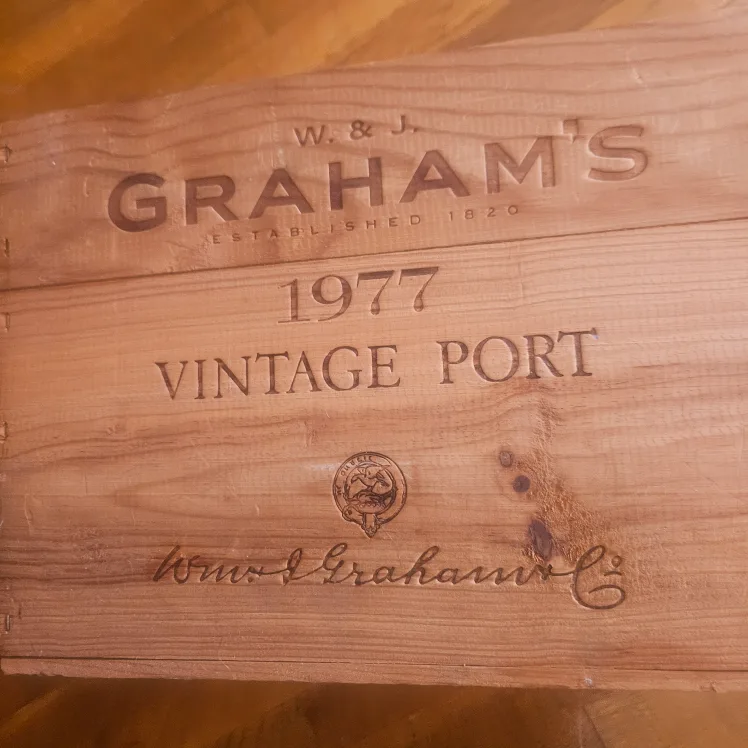 W. & J.
GRAHAM'S
ESTABLISHED 1820
1977
VINTAGE PORT
Wm & J Graham & Co